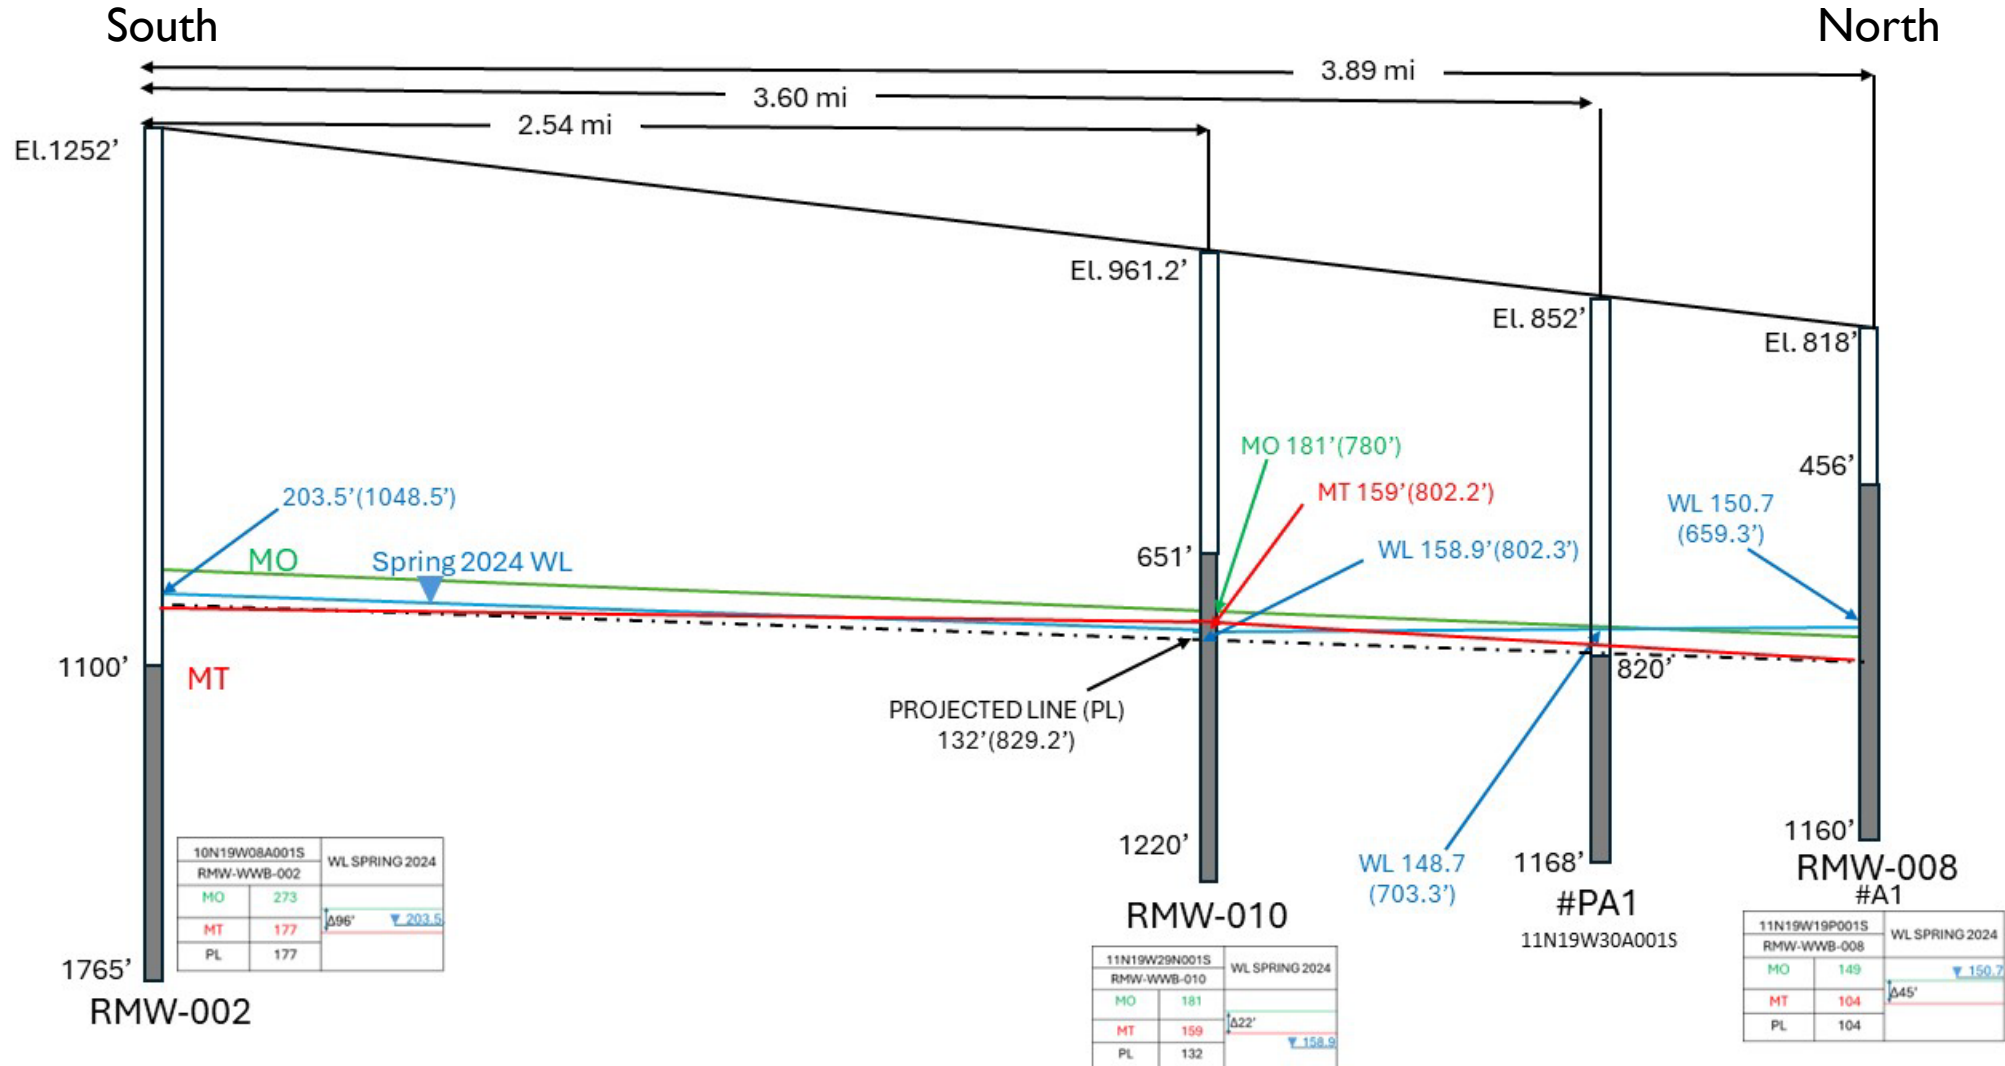 South
North
3.89 mi
3.60 mi
2.54 mi
El.1252’
El. 961.2’
El. 852’
El. 818’
MO 181’(780’)
456’
203.5’(1048.5’)
MT 159’(802.2’)
WL 150.7
(659.3’)
MO
Spring 2024 WL
651’
WL 158.9’(802.3’)
1100’
MT
820’
PROJECTED LINE (PL)
132’(829.2’)
1220’
WL 148.7
(703.3’)
1168’
1160’
1765’
RMW-002
RMW-010
#PA1
11N19W30A001S
RMW-008
#A1
10N19W08A001S
WL SPRING 2024
RMW-WWB-002
MO 273
Δ96’ 203.5
MT 177
PL 177
11N19W29N001S
WL SPRING 2024
RMW-WWB-010
MO 181
Δ22’
MT 159
158.9
PL 132
11N19W19P001S
WL SPRING 2024
RMW-WWB-008
MO 149
150.7
Δ45’
MT 104
PL 104